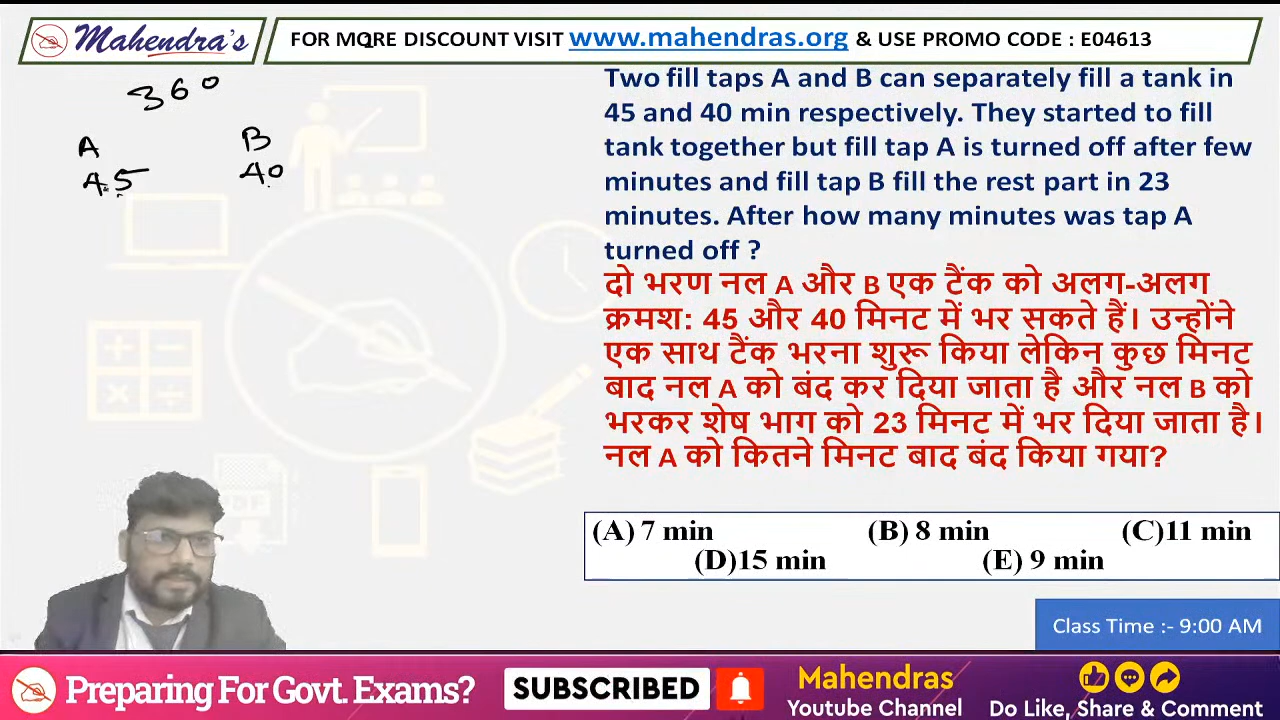 Mahendra's
FOR MORE DISCOUNT VISIT www.mahendras.org & USE PROMO CODE : E04613
360
A B
45 40
Two fill taps A and B can separately fill a tank in
45 and 40 min respectively. They started to fill
tank together but fill tap A is turned off after few
minutes and fill tap B fill the rest part in 23
minutes. After how many minutes was tap A
turned off ?
दो भरण नल A और B एक टैंक को अलग-अलग
क्रमश: 45 और 40 मिनट में भर सकते हैं। उन्होंने
एक साथ टैंक भरना शुरू किया लेकिन कुछ मिनट
बाद नल A को बंद कर दिया जाता है और नल B को
भरकर शेष भाग को 23 मिनट में भर दिया जाता है।
नल A को कितने मिनट बाद बंद किया गया?
(A) 7 min (B) 8 min (C)11 min
(D)15 min (E) 9 min
Class Time :- 9:00 AM
Preparing For Govt. Exams?
SUBSCRIBED
Mahendras
Youtube Channel
Do Like, Share & Comment